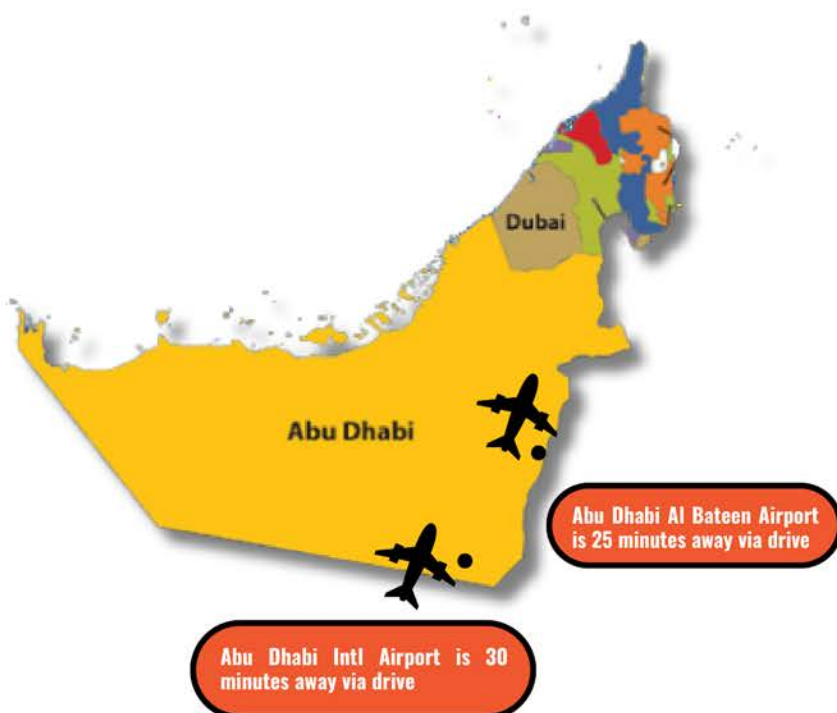 Dubai
Abu Dhabi
Abu Dhabi Al Bateen Airport
is 25 minutes away via drive
Abu Dhabi Intl Airport is 30
minutes away via drive